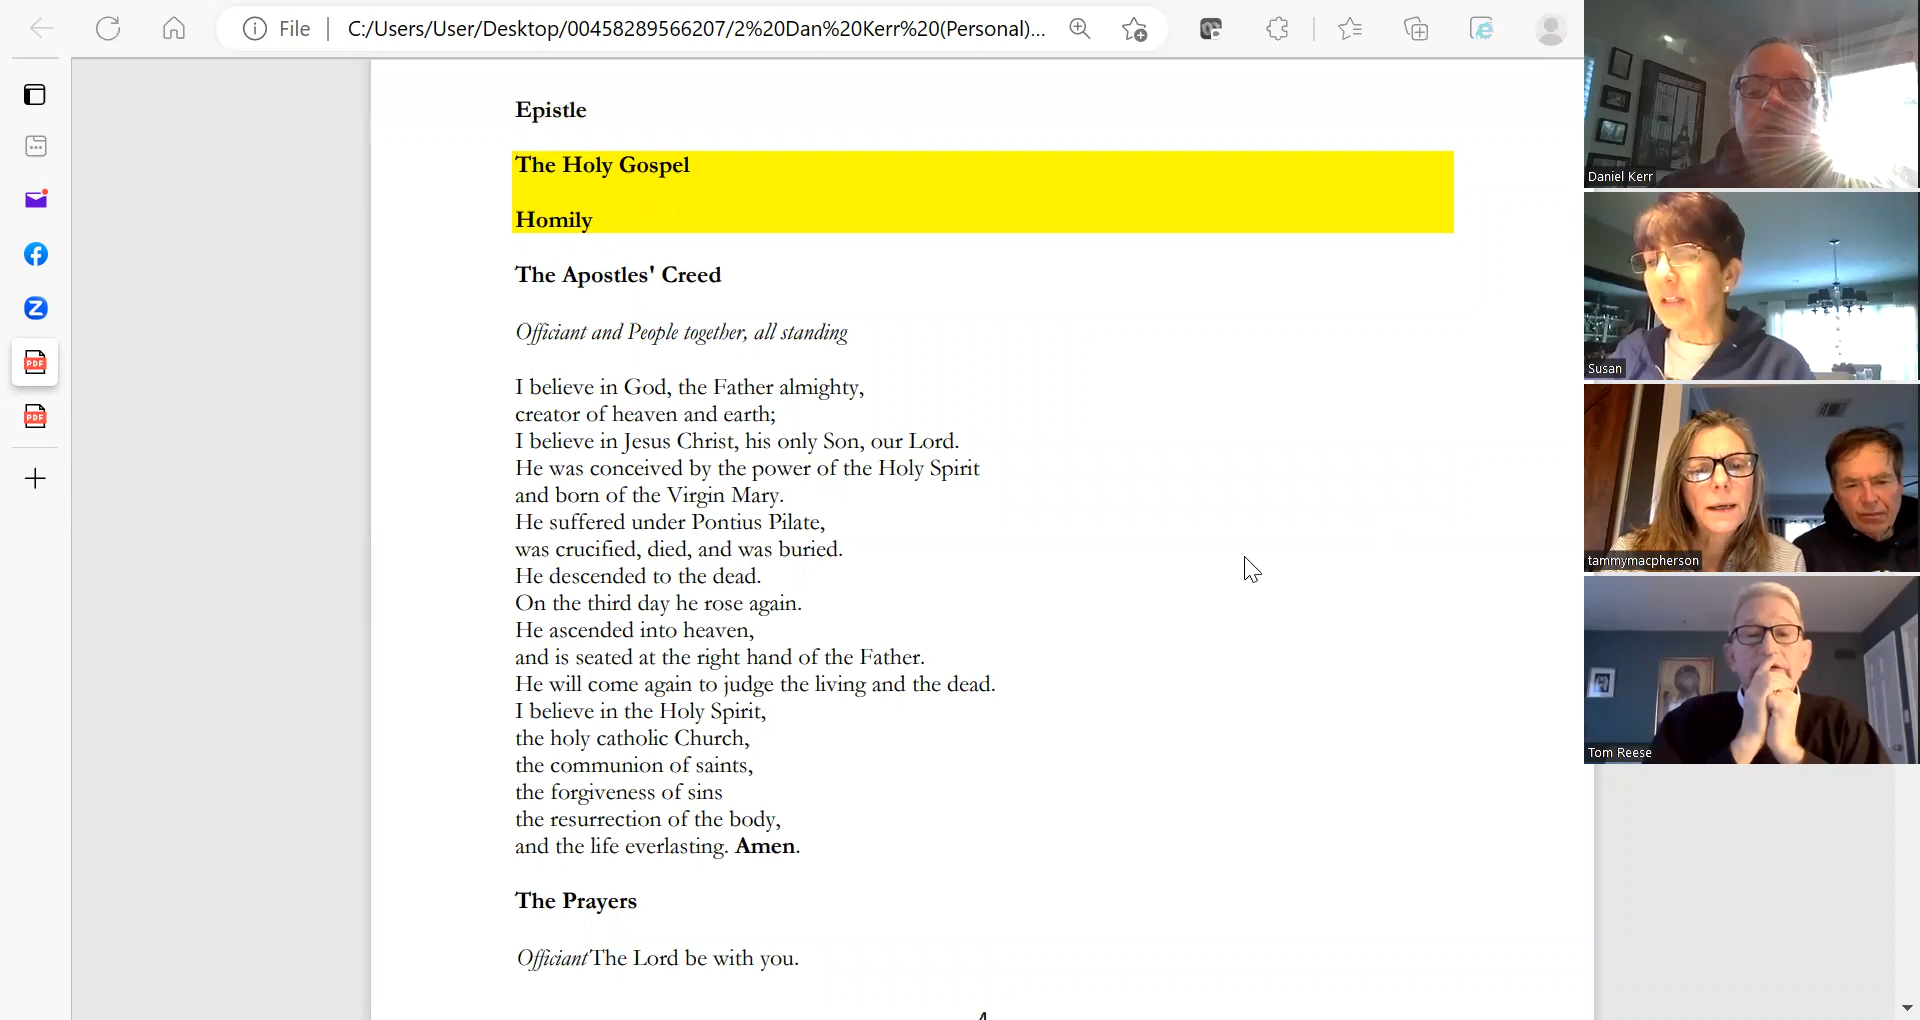 File
C:/Users/User/Desktop/00458289566207/2%20Dan%20Kerr%20(Personal)...
Epistle
The Holy Gospel
Homily
The Apostles' Creed
Officiant and People together, all standing
I believe in God, the Father almighty,
creator of heaven and earth;
I believe in Jesus Christ, his only Son, our Lord.
He was conceived by the power of the Holy Spirit
and born of the Virgin Mary.
He suffered under Pontius Pilate,
was crucified, died, and was buried.
He descended to the dead.
On the third day he rose again.
He ascended into heaven,
and is seated at the right hand of the Father.
He will come again to judge the living and the dead.
I believe in the Holy Spirit,
the holy catholic Church,
the communion of saints,
the forgiveness of sins
the resurrection of the body,
and the life everlasting. Amen.
The Prayers
Officiant The Lord be with you.
4
PDF
PDF
Daniel Kerr
Susan
tammymacpherson
Tom Reese